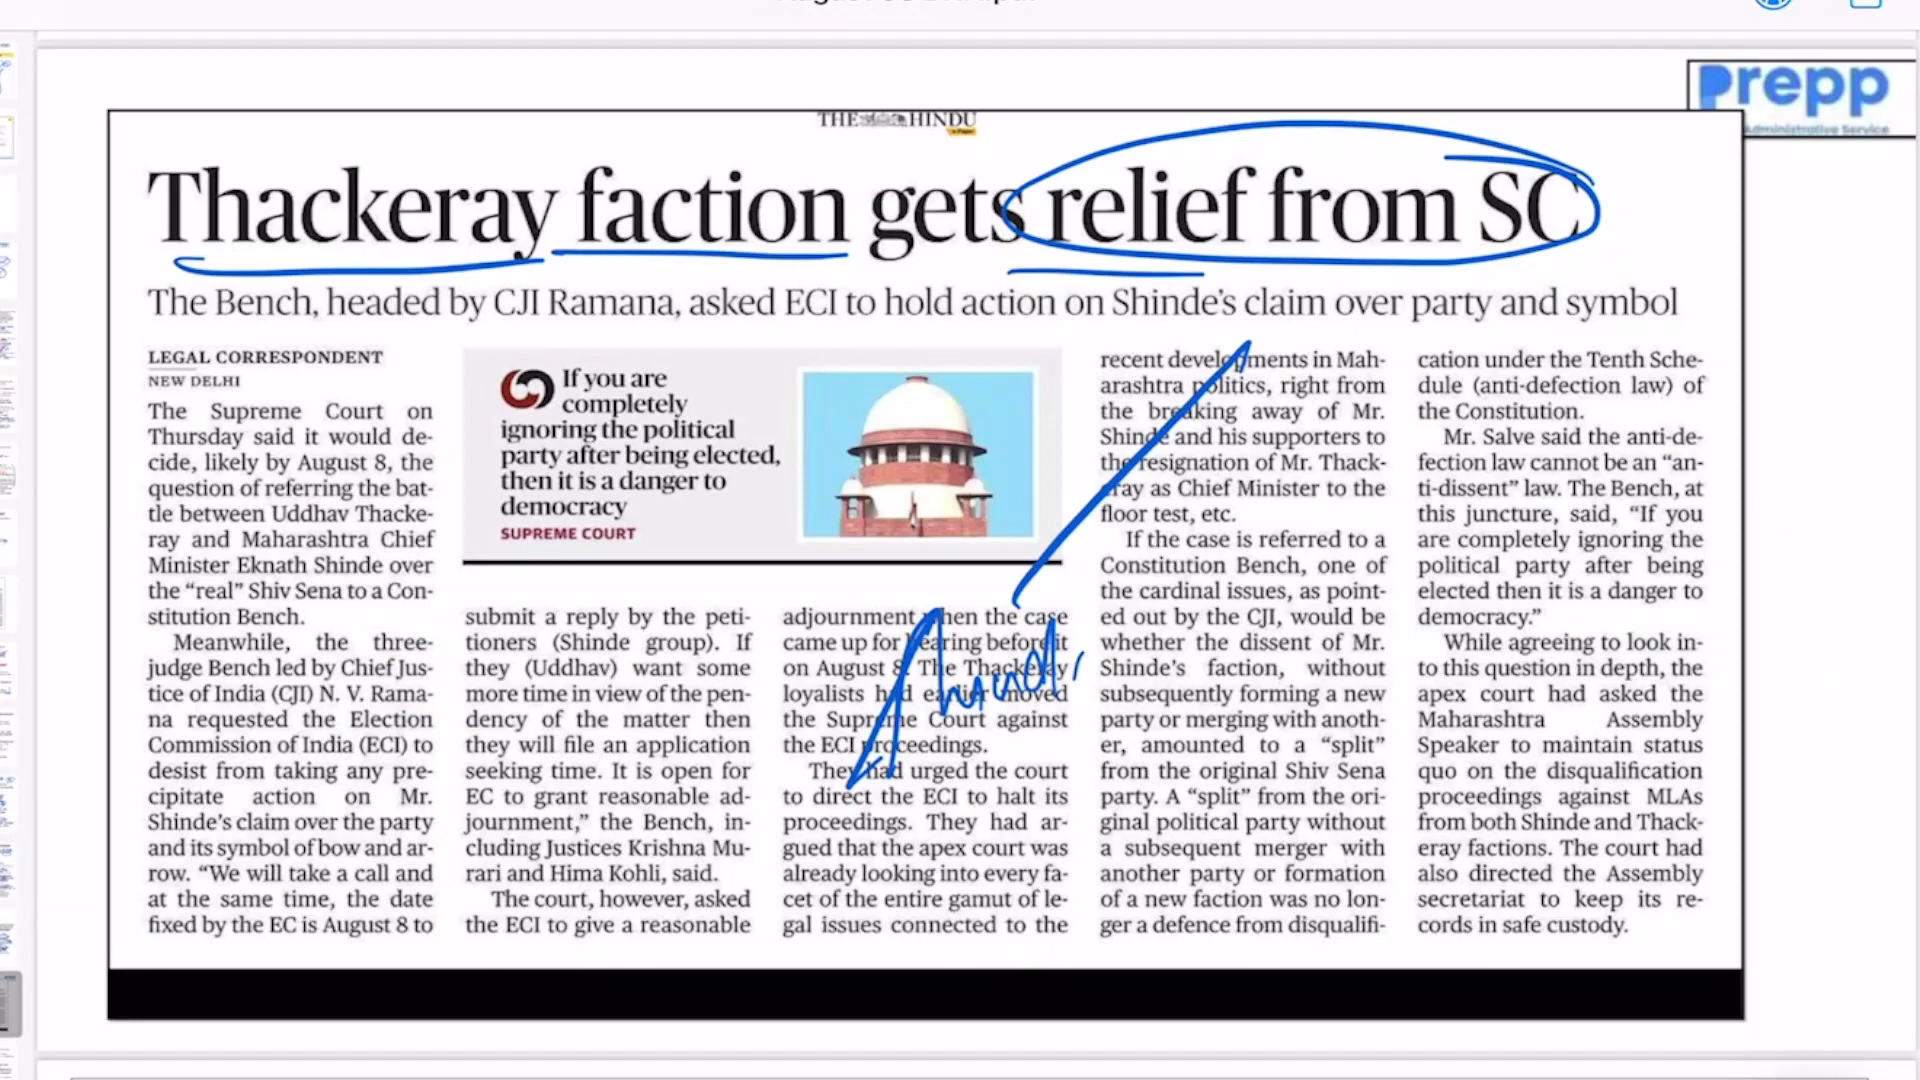 Prepp
Administrative Service
THE HINDU
Thackeray faction gets relief from SC
The Bench, headed by CJI Ramana, asked ECI to hold action on Shinde's claim over party and symbol
LEGAL CORRESPONDENT
NEW DELHI
The Supreme Court on
Thursday said it would de-
cide, likely by August 8, the
question of referring the bat-
tle between Uddhav Thacke-
ray and Maharashtra Chief
Minister Eknath Shinde over
the “real” Shiv Sena to a Con-
stitution Bench.
Meanwhile, the three-
judge Bench led by Chief Jus-
tice of India (CJI) N. V. Rama-
na requested the Election
Commission of India (ECI) to
desist from taking any pre-
cipitate action on Mr.
Shinde's claim over the party
and its symbol of bow and ar-
row. “We will take a call and
at the same time, the date
fixed by the EC is August 8 to
If you are
completely
ignoring the political
party after being elected,
then it is a danger to
democracy
SUPREME COURT
submit a reply by the peti-
tioners (Shinde group). If
they (Uddhav) want some
more time in view of the pen-
dency of the matter then
they will file an application
seeking time. It is open for
EC to grant reasonable ad-
journment,” the Bench, in-
cluding Justices Krishna Mu-
rari and Hima Kohli, said.
The court, however, asked
the ECI to give a reasonable
adjournment when the case
came up for hearing before it
on August 8. The Thackeray
loyalists had earlier moved
the Supreme Court against
the ECI proceedings.
They had urged the court
to direct the ECI to halt its
proceedings. They had ar-
gued that the apex court was
already looking into every fa-
cet of the entire gamut of le-
gal issues connected to the
recent developments in Mah-
arashtra politics, right from
the breaking away of Mr.
Shinde and his supporters to
the resignation of Mr. Thack-
eray as Chief Minister to the
floor test, etc.
If the case is referred to a
Constitution Bench, one of
the cardinal issues, as point-
ed out by the CJI, would be
whether the dissent of Mr.
Shinde's faction, without
subsequently forming a new
party or merging with anoth-
er, amounted to a “split”
from the original Shiv Sena
party. A “split” from the ori-
ginal political party without
a subsequent merger with
another party or formation
of a new faction was no lon-
ger a defence from disqualifi-
cation under the Tenth Sche-
dule (anti-defection law) of
the Constitution.
Mr. Salve said the anti-de-
fection law cannot be an “an-
ti-dissent” law. The Bench, at
this juncture, said, “If you
are completely ignoring the
political party after being
elected then it is a danger to
democracy.”
While agreeing to look in-
to this question in depth, the
apex court had asked the
Maharashtra Assembly
Speaker to maintain status
quo on the disqualification
proceedings against MLAs
from both Shinde and Thack-
eray factions. The court had
also directed the Assembly
secretariat to keep its re-
cords in safe custody.